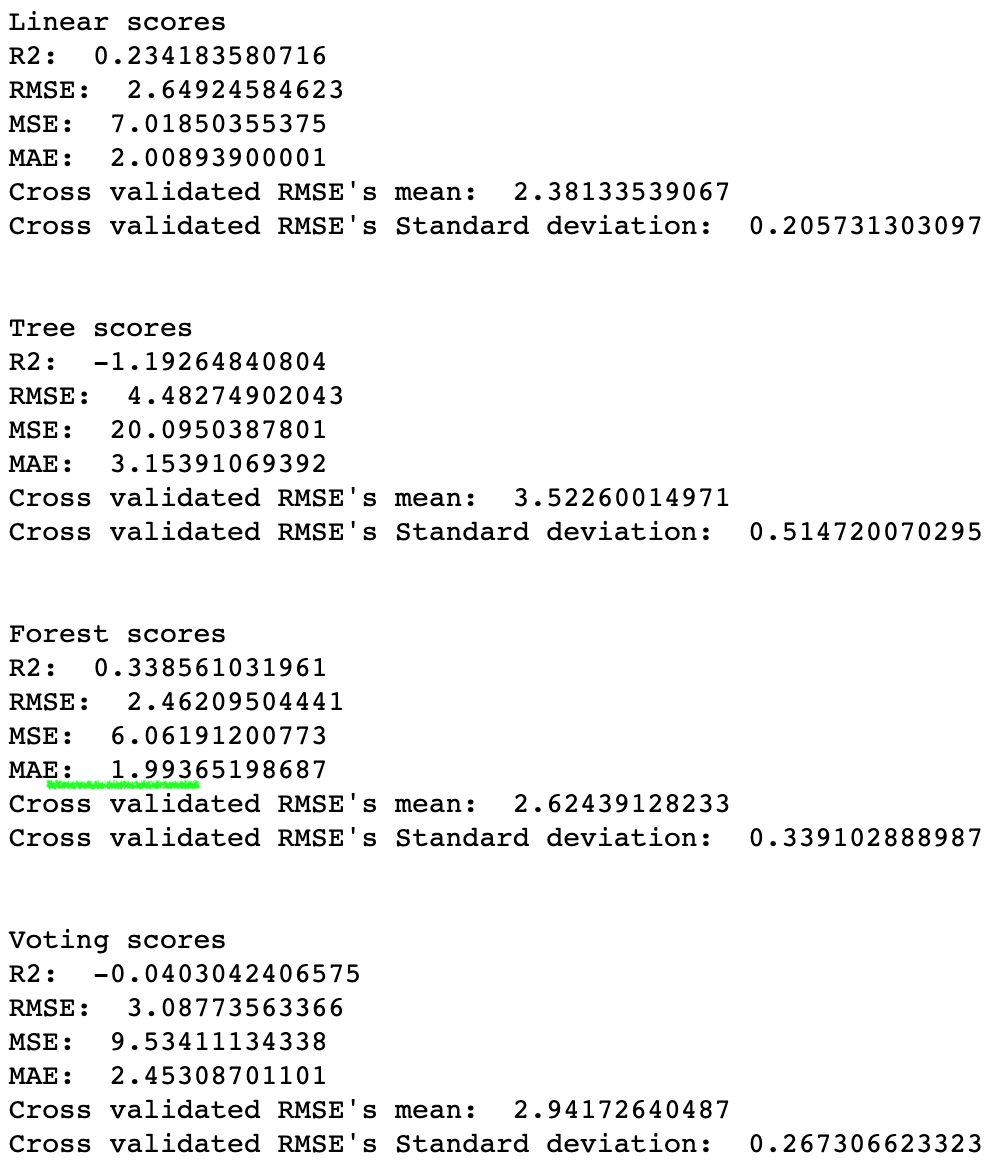 Linear scores
R2:  0.234183580716
RMSE:  2.64924584623
MSE:  7.01850355375
MAE:  2.00893900001
Cross validated RMSE's mean:  2.38133539067
Cross validated RMSE's Standard deviation:  0.205731303097
Tree scores
R2:  -1.19264840804
RMSE:  4.48274902043
MSE:  20.0950387801
MAE:  3.15391069392
Cross validated RMSE's mean:  3.52260014971
Cross validated RMSE's Standard deviation:  0.514720070295
Forest scores
R2:  0.338561031961
RMSE:  2.46209504441
MSE:  6.06191200773
MAE:  1.99365198687
Cross validated RMSE's mean:  2.62439128233
Cross validated RMSE's Standard deviation:  0.339102888987
Voting scores
R2:  -0.0403042406575
RMSE:  3.08773563366
MSE:  9.53411134338
MAE:  2.45308701101
Cross validated RMSE's mean:  2.94172640487
Cross validated RMSE's Standard deviation:  0.267306623323